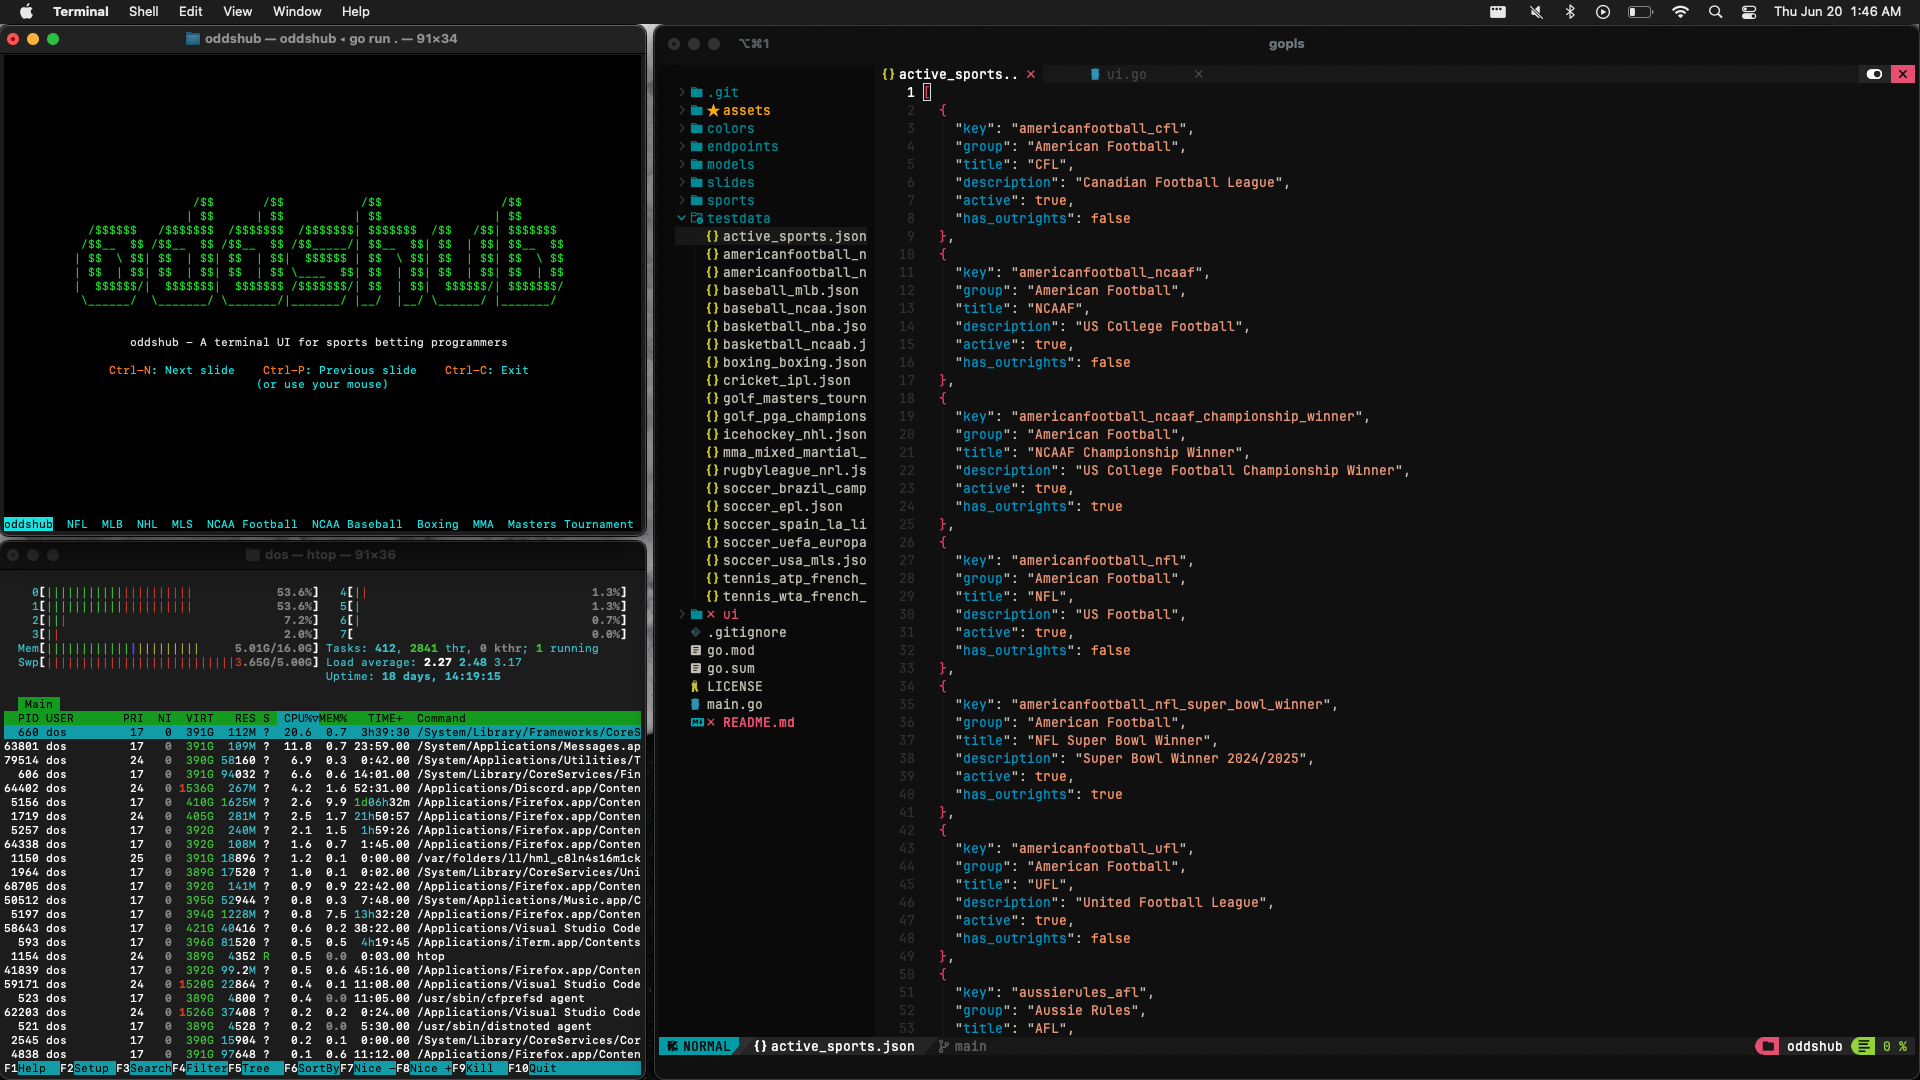 Terminal Shell Edit View Window Help Thu Jun 20 1:46 AM
oddshub — oddshub ◂ go run . — 91×34
oddshub – A terminal UI for sports betting programmers
Ctrl-N: Next slide Ctrl-P: Previous slide Ctrl-C: Exit
(or use your mouse)
oddshub NFL MLB NHL MLS NCAA Football NCAA Baseball Boxing MMA Masters Tournament
dos — htop — 91×36
0[ 53.6%] 4[ 1.3%]
1[ 53.6%] 5[ 1.3%]
2[ 7.2%] 6[ 0.7%]
3[ 2.0%] 7[ 0.0%]
Mem[ 5.01G/16.0G] Tasks: 412, 2841 thr, 0 kthr; 1 running
Swp[ 3.65G/5.00G] Load average: 2.27 2.48 3.17
Uptime: 18 days, 14:19:15
Main
PID USER PRI NI VIRT RES S CPU%▽MEM% TIME+ Command
660 dos 17 0 391G 112M ? 20.6 0.7 3h39:30 /System/Library/Frameworks/CoreS
63801 dos 17 0 391G 109M ? 11.8 0.7 23:59.00 /System/Applications/Messages.ap
79514 dos 24 0 390G 58160 ? 6.9 0.3 0:42.00 /System/Applications/Utilities/T
606 dos 17 0 391G 94032 ? 6.6 0.6 14:01.00 /System/Library/CoreServices/Fin
64402 dos 24 0 1536G 267M ? 4.2 1.6 52:31.00 /Applications/Discord.app/Conten
5156 dos 17 0 410G 1625M ? 2.6 9.9 1d06h32m /Applications/Firefox.app/Conten
1719 dos 24 0 405G 281M ? 2.5 1.7 21h50:57 /Applications/Firefox.app/Conten
5257 dos 17 0 392G 240M ? 2.1 1.5 1h59:26 /Applications/Firefox.app/Conten
64338 dos 17 0 392G 108M ? 1.6 0.7 1:45.00 /Applications/Firefox.app/Conten
1150 dos 25 0 391G 18896 ? 1.2 0.1 0:00.00 /var/folders/ll/hml_c8ln4s16m1ck
1964 dos 17 0 389G 17520 ? 1.0 0.1 0:02.00 /System/Library/CoreServices/Uni
68705 dos 17 0 392G 141M ? 0.9 0.9 22:42.00 /Applications/Firefox.app/Conten
50512 dos 17 0 395G 52944 ? 0.8 0.3 7:48.00 /System/Applications/Music.app/C
5197 dos 17 0 394G 1228M ? 0.8 7.5 13h32:20 /Applications/Firefox.app/Conten
58643 dos 17 0 421G 40416 ? 0.6 0.2 38:22.00 /Applications/Visual Studio Code
593 dos 17 0 396G 81520 ? 0.5 0.5 4h19:45 /Applications/iTerm.app/Contents
1154 dos 24 0 389G 4352 R 0.5 0.0 0:03.00 htop
41839 dos 17 0 392G 99.2M ? 0.5 0.6 45:16.00 /Applications/Firefox.app/Conten
59171 dos 24 0 1520G 22864 ? 0.4 0.1 11:08.00 /Applications/Visual Studio Code
523 dos 17 0 389G 4800 ? 0.4 0.0 11:05.00 /usr/sbin/cfprefsd agent
62203 dos 24 0 1526G 37408 ? 0.2 0.2 0:24.00 /Applications/Visual Studio Code
521 dos 17 0 389G 4528 ? 0.2 0.0 5:30.00 /usr/sbin/distnoted agent
2545 dos 17 0 390G 15904 ? 0.2 0.1 0:00.00 /System/Library/CoreServices/Cor
4838 dos 17 0 391G 97648 ? 0.1 0.6 11:12.00 /Applications/Firefox.app/Conten
F1Help F2Setup F3SearchF4FilterF5Tree F6SortByF7Nice -F8Nice +F9Kill F10Quit
⌥⌘1 gopls
{} active_sports.. × ui.go ×
.git
assets
colors
endpoints
models
slides
sports
testdata
{} active_sports.json
{} americanfootball_n
{} americanfootball_n
{} baseball_mlb.json
{} baseball_ncaa.json
{} basketball_nba.jso
{} basketball_ncaab.j
{} boxing_boxing.json
{} cricket_ipl.json
{} golf_masters_tourn
{} golf_pga_champions
{} icehockey_nhl.json
{} mma_mixed_martial_
{} rugbyleague_nrl.js
{} soccer_brazil_camp
{} soccer_epl.json
{} soccer_spain_la_li
{} soccer_uefa_europa
{} soccer_usa_mls.jso
{} tennis_atp_french_
{} tennis_wta_french_
× ui
.gitignore
go.mod
go.sum
LICENSE
main.go
× README.md
1 [
2 {
3 "key": "americanfootball_cfl",
4 "group": "American Football",
5 "title": "CFL",
6 "description": "Canadian Football League",
7 "active": true,
8 "has_outrights": false
9 },
10 {
11 "key": "americanfootball_ncaaf",
12 "group": "American Football",
13 "title": "NCAAF",
14 "description": "US College Football",
15 "active": true,
16 "has_outrights": false
17 },
18 {
19 "key": "americanfootball_ncaaf_championship_winner",
20 "group": "American Football",
21 "title": "NCAAF Championship Winner",
22 "description": "US College Football Championship Winner",
23 "active": true,
24 "has_outrights": true
25 },
26 {
27 "key": "americanfootball_nfl",
28 "group": "American Football",
29 "title": "NFL",
30 "description": "US Football",
31 "active": true,
32 "has_outrights": false
33 },
34 {
35 "key": "americanfootball_nfl_super_bowl_winner",
36 "group": "American Football",
37 "title": "NFL Super Bowl Winner",
38 "description": "Super Bowl Winner 2024/2025",
39 "active": true,
40 "has_outrights": true
41 },
42 {
43 "key": "americanfootball_ufl",
44 "group": "American Football",
45 "title": "UFL",
46 "description": "United Football League",
47 "active": true,
48 "has_outrights": false
49 },
50 {
51 "key": "aussierules_afl",
52 "group": "Aussie Rules",
53 "title": "AFL",
NORMAL {} active_sports.json main oddshub 0 %